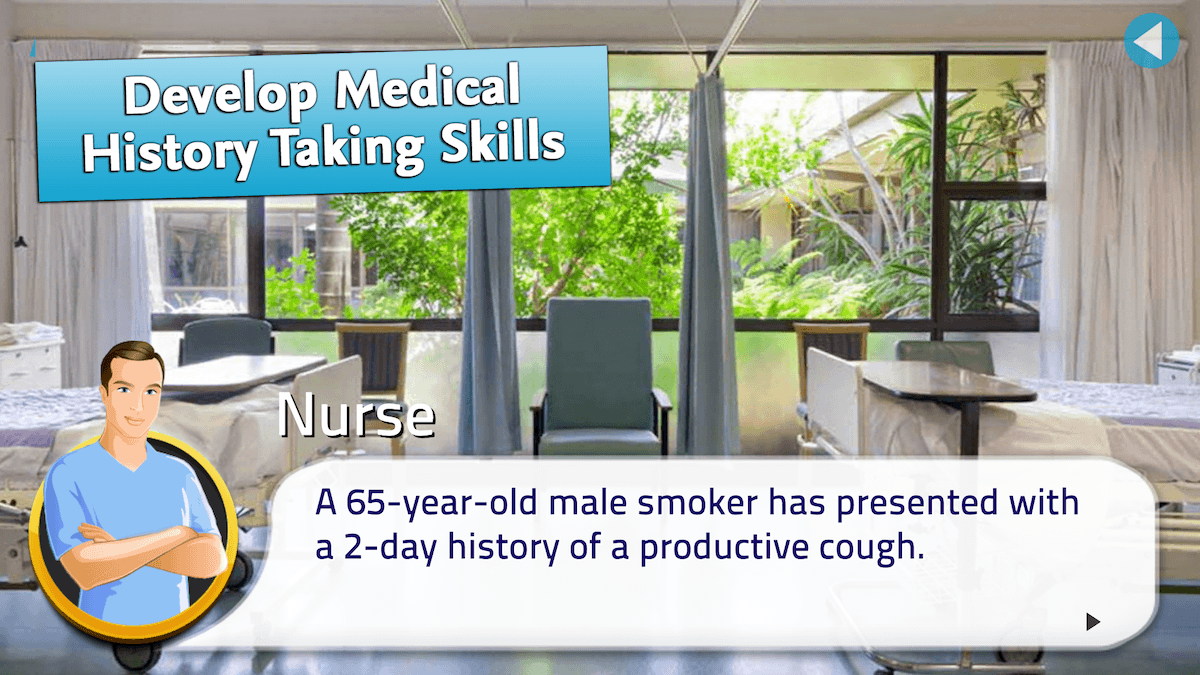 Develop Medical
History Taking Skills
Nurse
A 65-year-old male smoker has presented with
a 2-day history of a productive cough.